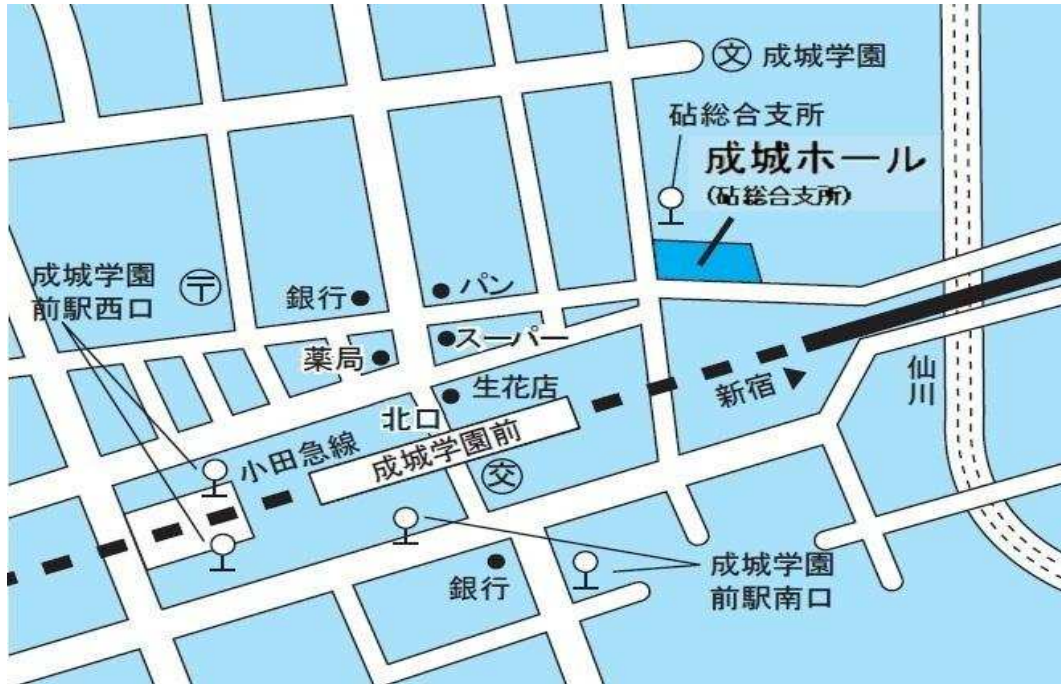 文 成城学園
砧総合支所
成城ホール
(砧総合支所)
成城学園
前駅西口
〒
銀行
パン
スーパー
薬局
生花店
北口
小田急線
成城学園前
交
新宿
仙川
銀行
成城学園
前駅南口